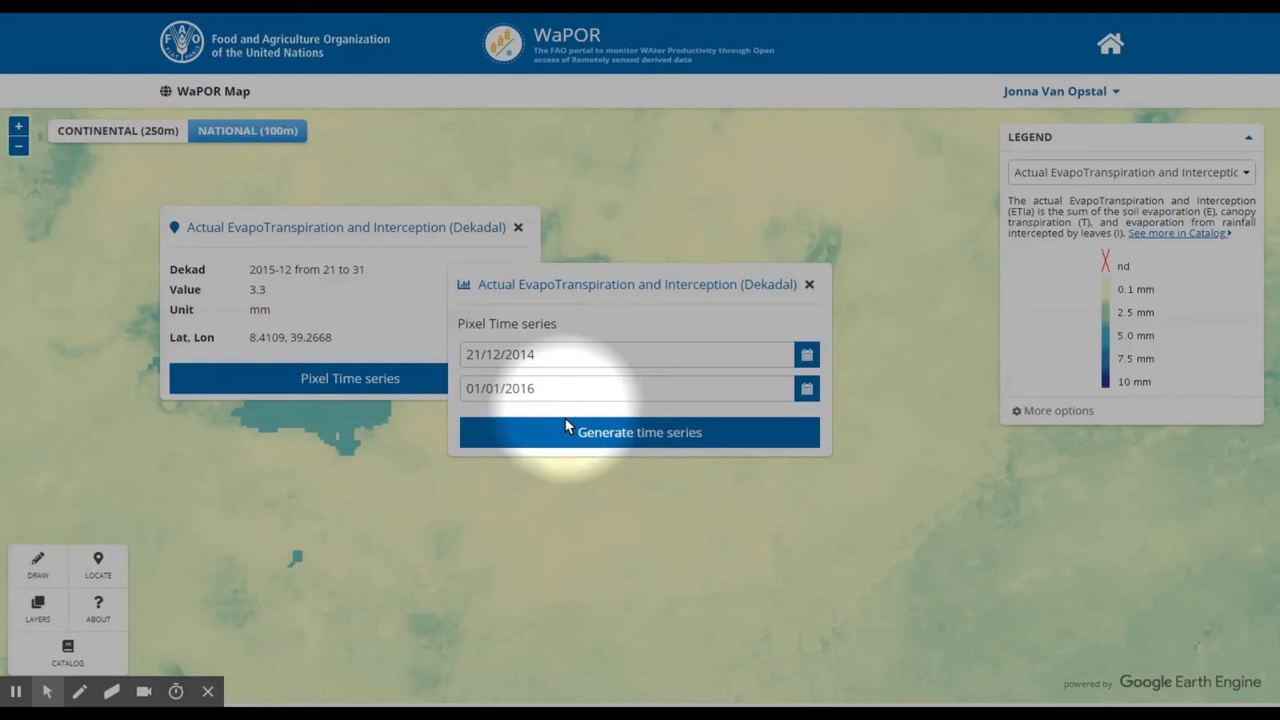 Food and Agriculture Organization
of the United Nations
WaPOR
The FAO portal to monitor WAter Productivity through Open
access of Remotely sensed derived data
WaPOR Map
Jonna Van Opstal
+
−
CONTINENTAL (250m)
NATIONAL (100m)
Actual EvapoTranspiration and Interception (Dekadal)
Dekad 2015-12 from 21 to 31
Value 3.3
Unit mm
Lat, Lon 8.4109, 39.2668
Pixel Time series
Actual EvapoTranspiration and Interception (Dekadal)
Pixel Time series
21/12/2014
01/01/2016
Generate time series
LEGEND
Actual EvapoTranspiration and Interceptic
The actual EvapoTranspiration and Interception
(ETIa) is the sum of the soil evaporation (E), canopy
transpiration (T), and evaporation from rainfall
intercepted by leaves (I). See more in Catalog
nd
0.1 mm
2.5 mm
5.0 mm
7.5 mm
10 mm
More options
DRAW
LOCATE
LAYERS
?
ABOUT
CATALOG
powered by Google Earth Engine